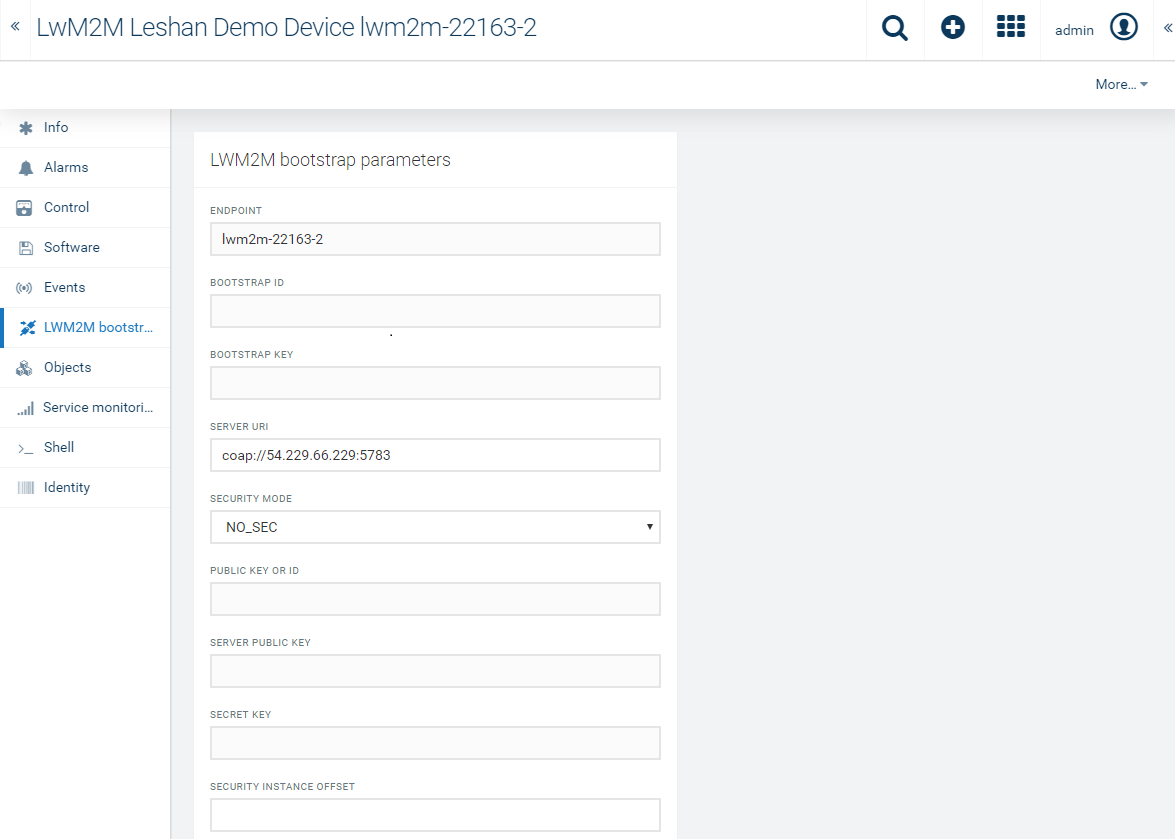 « LwM2M Leshan Demo Device lwm2m-22163-2 admin «
More...
Info
Alarms
Control
Software
Events
LWM2M bootstr...
Objects
Service monitori...
Shell
Identity
LWM2M bootstrap parameters
ENDPOINT
lwm2m-22163-2
BOOTSTRAP ID
BOOTSTRAP KEY
SERVER URI
coap://54.229.66.229:5783
SECURITY MODE
NO_SEC
PUBLIC KEY OR ID
SERVER PUBLIC KEY
SECRET KEY
SECURITY INSTANCE OFFSET